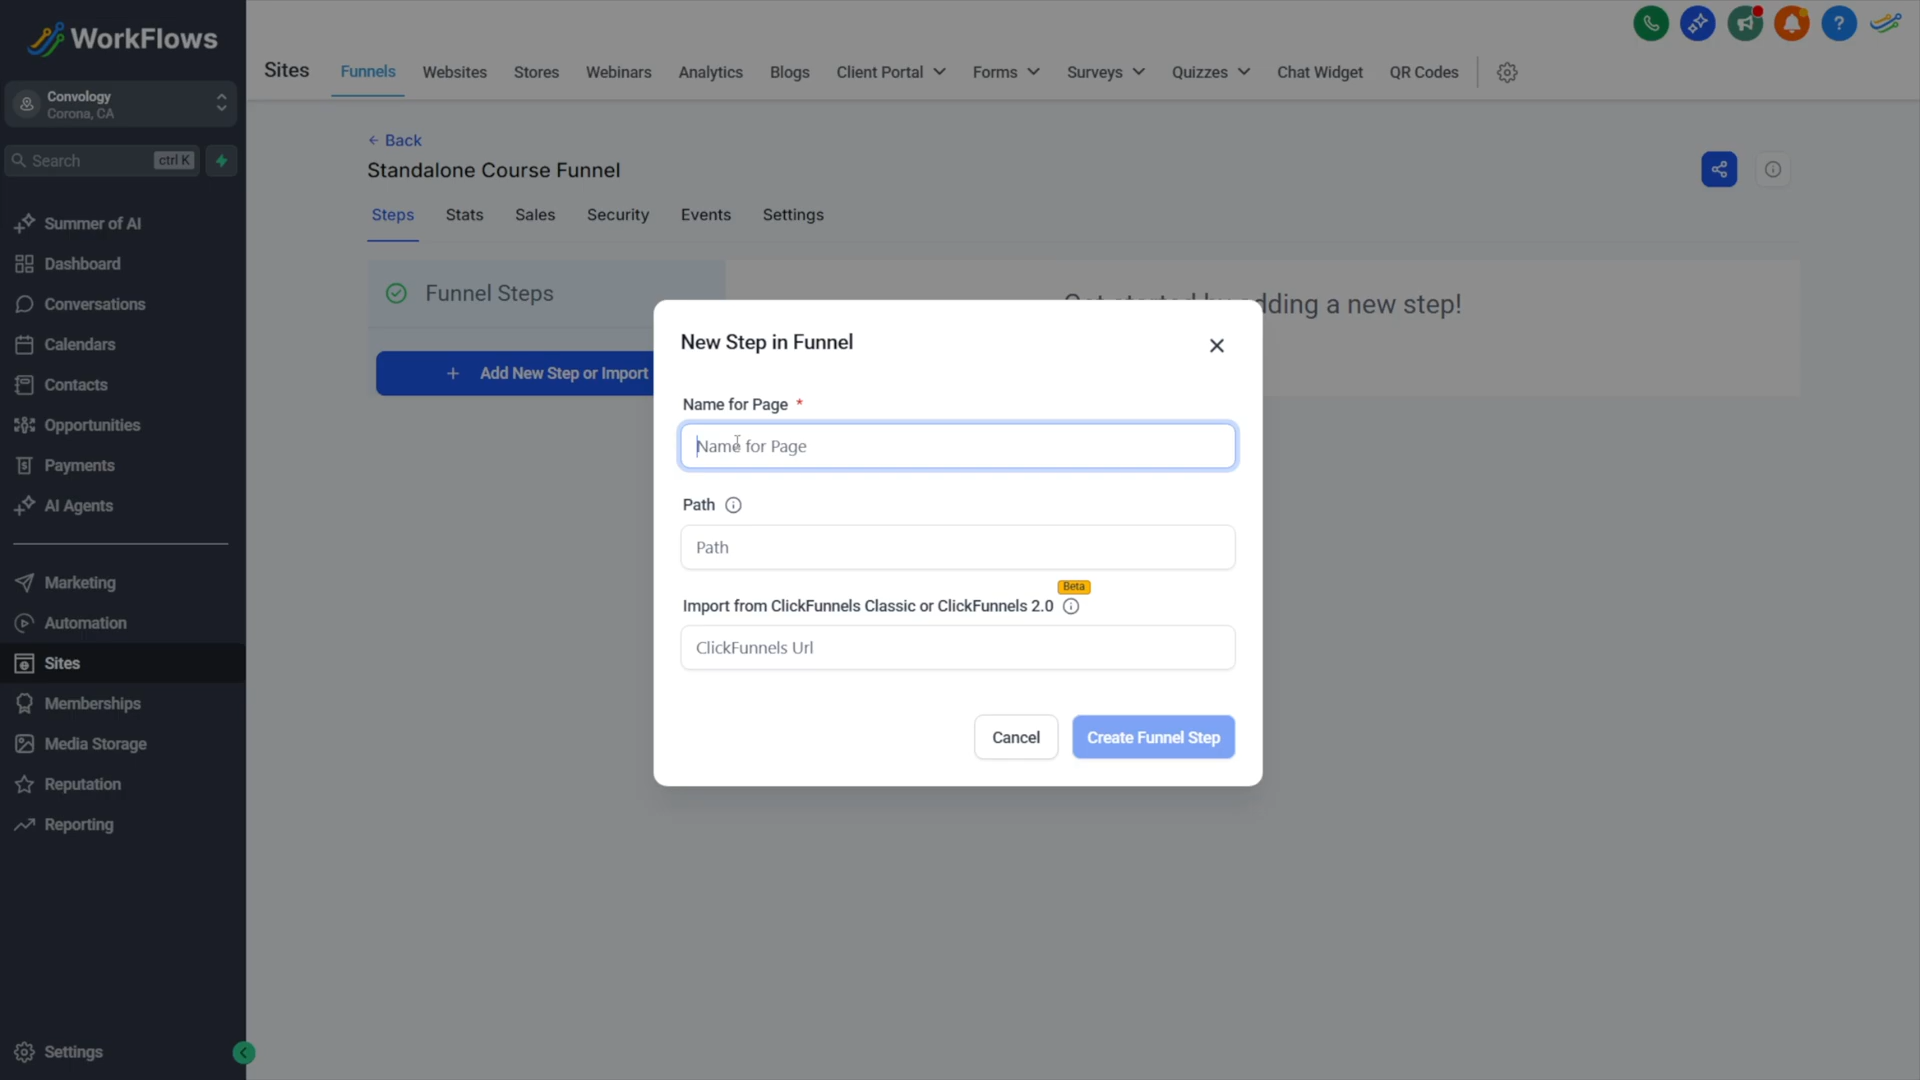 WorkFlows
Convology
Corona, CA
Search
ctrl K
Summer of AI
Dashboard
Conversations
Calendars
Contacts
Opportunities
Payments
AI Agents
Marketing
Automation
Sites
Memberships
Media Storage
Reputation
Reporting
Settings
Sites
Funnels
Websites
Stores
Webinars
Analytics
Blogs
Client Portal
Forms
Surveys
Quizzes
Chat Widget
QR Codes
← Back
Standalone Course Funnel
Steps
Stats
Sales
Security
Events
Settings
Funnel Steps
+ Add New Step or Import
adding a new step!
New Step in Funnel
Name for Page *
Name for Page
Path
Path
Beta
Import from ClickFunnels Classic or ClickFunnels 2.0
ClickFunnels Url
Cancel
Create Funnel Step